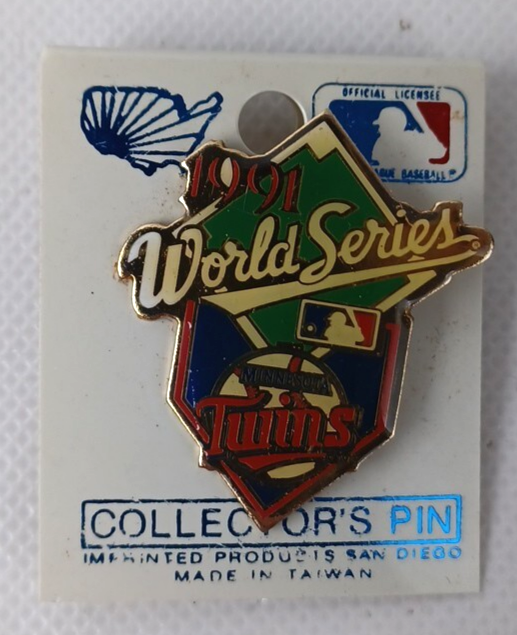 OFFICIAL LICENSEE
BASEBALL
1991
World Series
MINNESOTA
Twins
COLLECTOR'S PIN
IMPRINTED PRODUCTS SAN DIEGO
MADE IN TAIWAN